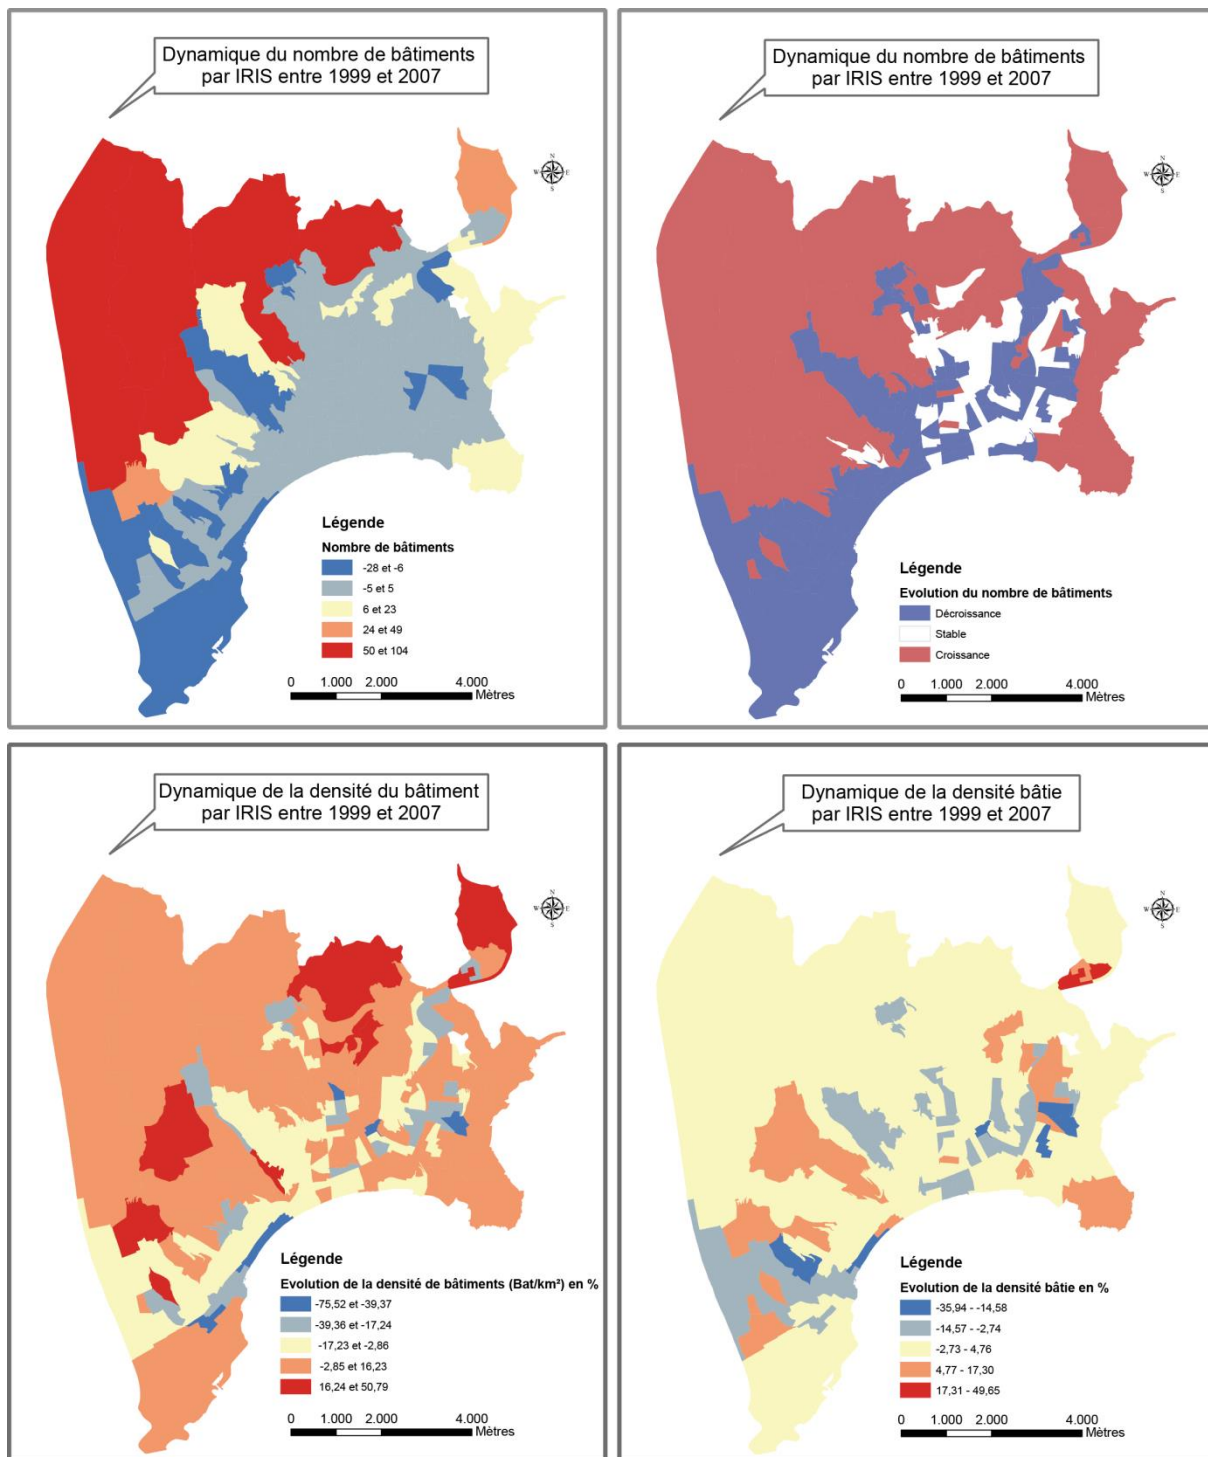 Dynamique du nombre de bâtiments
par IRIS entre 1999 et 2007
N
W E
S
Légende
Nombre de bâtiments
-28 et -6
-5 et 5
6 et 23
24 et 49
50 et 104
0 1.000 2.000 4.000
Mètres
Dynamique du nombre de bâtiments
par IRIS entre 1999 et 2007
N
W E
S
Légende
Evolution du nombre de bâtiments
Décroissance
Stable
Croissance
0 1.000 2.000 4.000
Mètres
Dynamique de la densité du bâtiment
par IRIS entre 1999 et 2007
N
W E
S
Légende
Evolution de la densité de bâtiments (Bat/km²) en %
-75,52 et -39,37
-39,36 et -17,24
-17,23 et -2,86
-2,85 et 16,23
16,24 et 50,79
0 1.000 2.000 4.000
Mètres
Dynamique de la densité bâtie
par IRIS entre 1999 et 2007
N
W E
S
Légende
Evolution de la densité bâtie en %
-35,94 - -14,58
-14,57 - -2,74
-2,73 - 4,76
4,77 - 17,30
17,31 - 49,65
0 1.000 2.000 4.000
Mètres